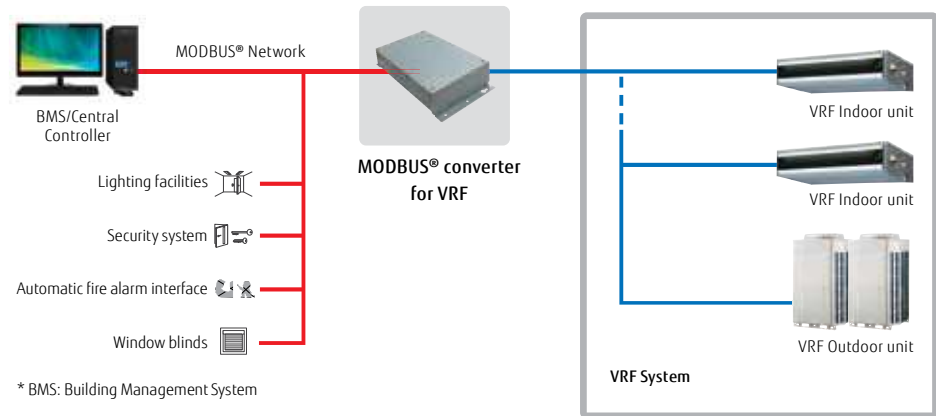 MODBUS® Network
BMS/Central
Controller
MODBUS® converter
for VRF
VRF Indoor unit
VRF Indoor unit
VRF Outdoor unit
VRF System
Lighting facilities
Security system
Automatic fire alarm interface
Window blinds
* BMS: Building Management System